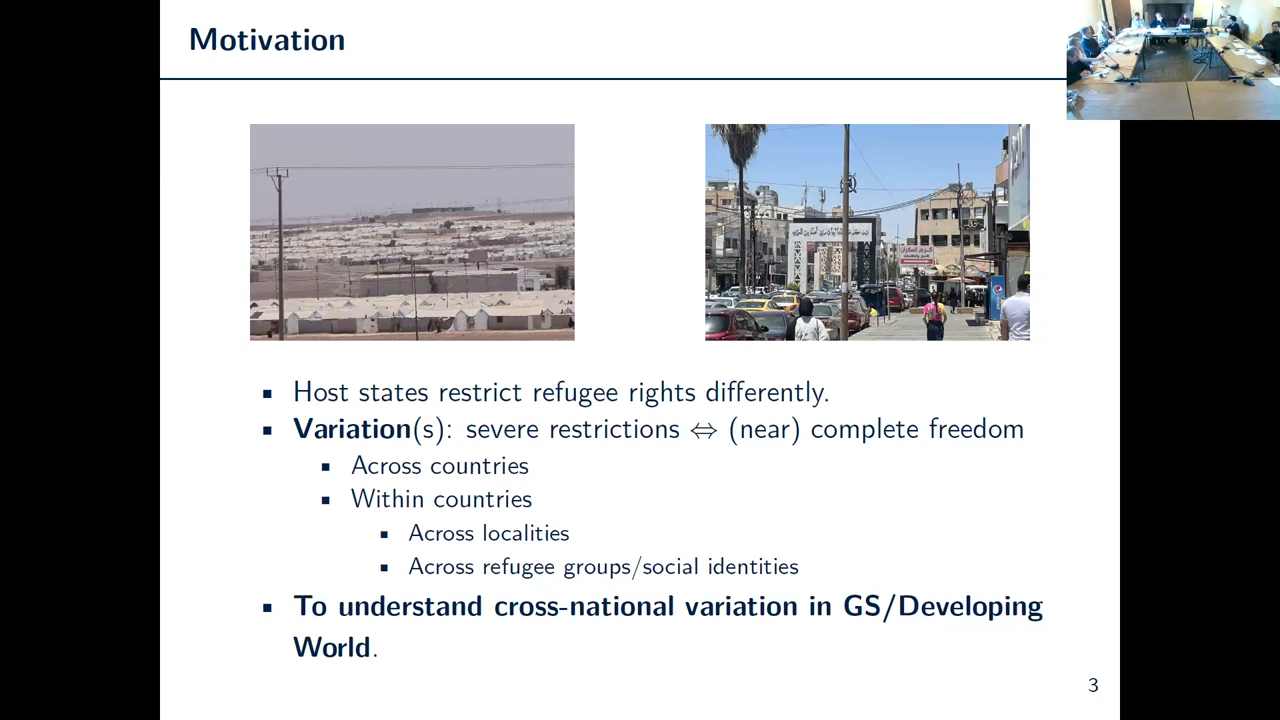 Motivation
Host states restrict refugee rights differently.
Variation(s): severe restrictions ⇔ (near) complete freedom
Across countries
Within countries
Across localities
Across refugee groups/social identities
To understand cross-national variation in GS/Developing
World.
3